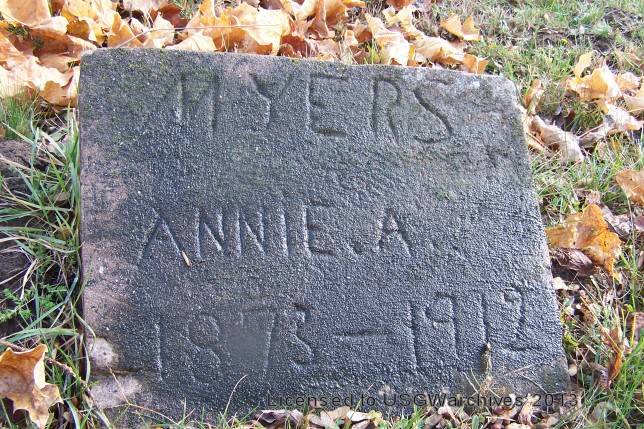 MYERS
ANNIE. A.
1873 – 1912
Licensed to USGWarchives 2013